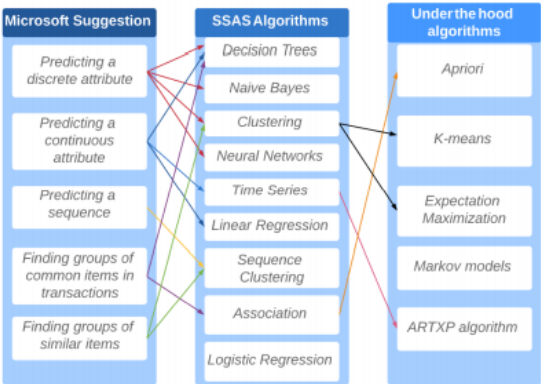 Microsoft Suggestion
Predicting a
discrete attribute
Predicting a
continuous
attribute
Predicting a
sequence
Finding groups of
common items in
transactions
Finding groups of
similar items
SSAS Algorithms
Decision Trees
Naive Bayes
Clustering
Neural Networks
Time Series
Linear Regression
Sequence
Clustering
Association
Logistic Regression
Under the hood
algorithms
Apriori
K-means
Expectation
Maximization
Markov models
ARTXP algorithm